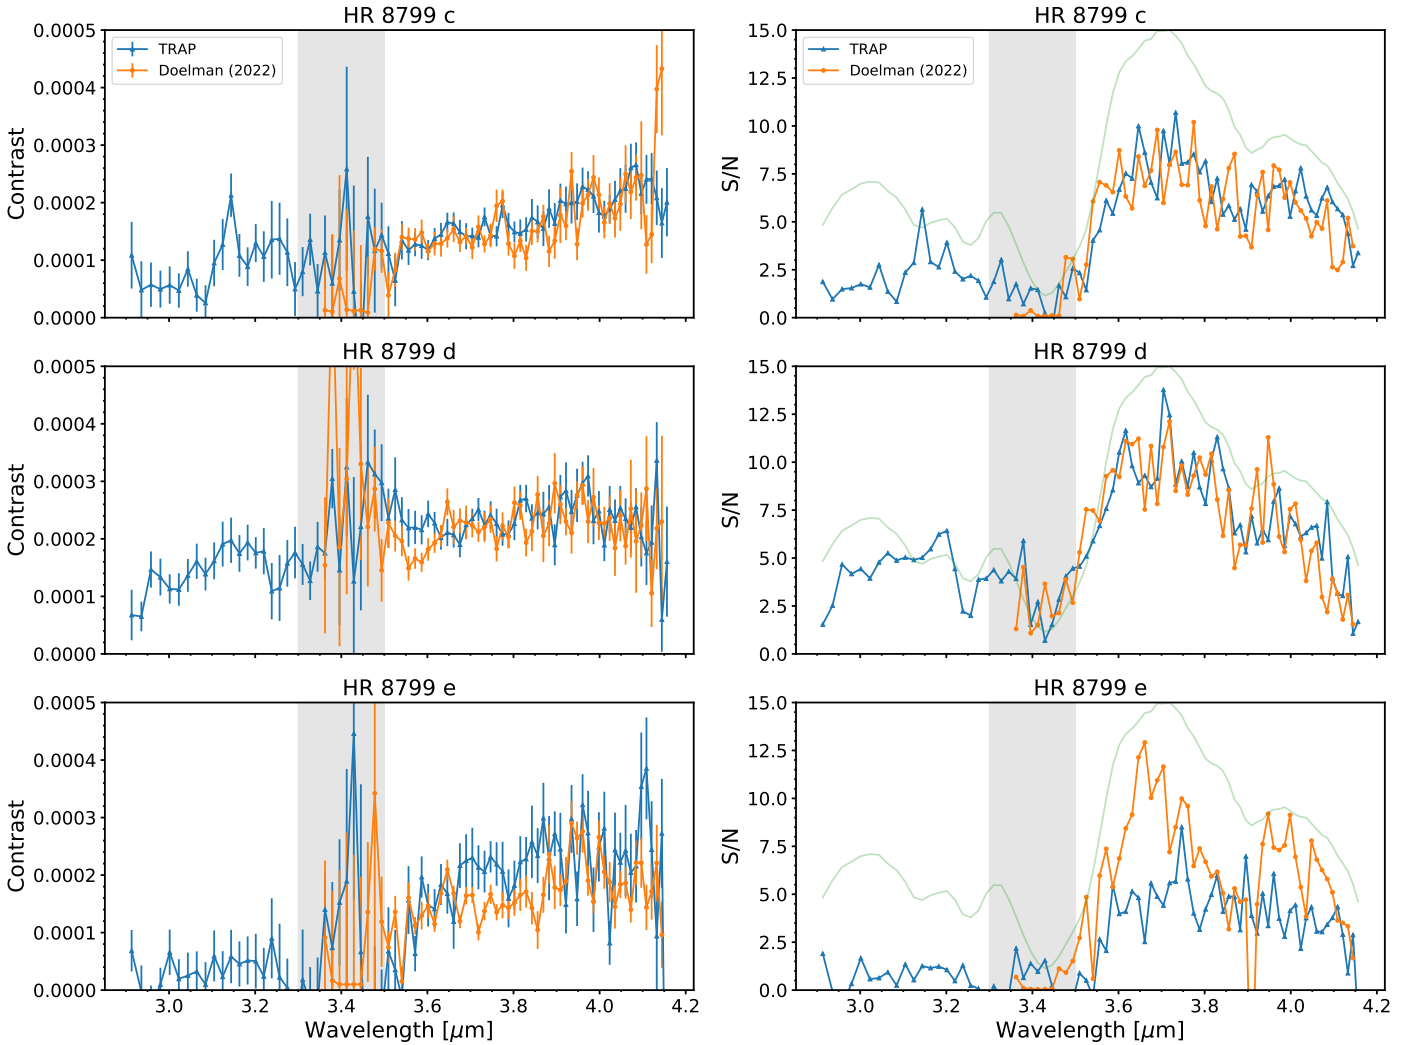 HR 8799 c
HR 8799 c
0.0005
0.0004
0.0003
0.0002
0.0001
0.0000
Contrast
TRAP
Doelman (2022)
15.0
12.5
10.0
7.5
5.0
2.5
0.0
S/N
TRAP
Doelman (2022)
HR 8799 d
HR 8799 d
0.0005
0.0004
0.0003
0.0002
0.0001
0.0000
Contrast
15.0
12.5
10.0
7.5
5.0
2.5
0.0
S/N
HR 8799 e
HR 8799 e
0.0005
0.0004
0.0003
0.0002
0.0001
0.0000
Contrast
3.0 3.2 3.4 3.6 3.8 4.0 4.2
Wavelength [μm]
15.0
12.5
10.0
7.5
5.0
2.5
0.0
S/N
3.0 3.2 3.4 3.6 3.8 4.0 4.2
Wavelength [μm]